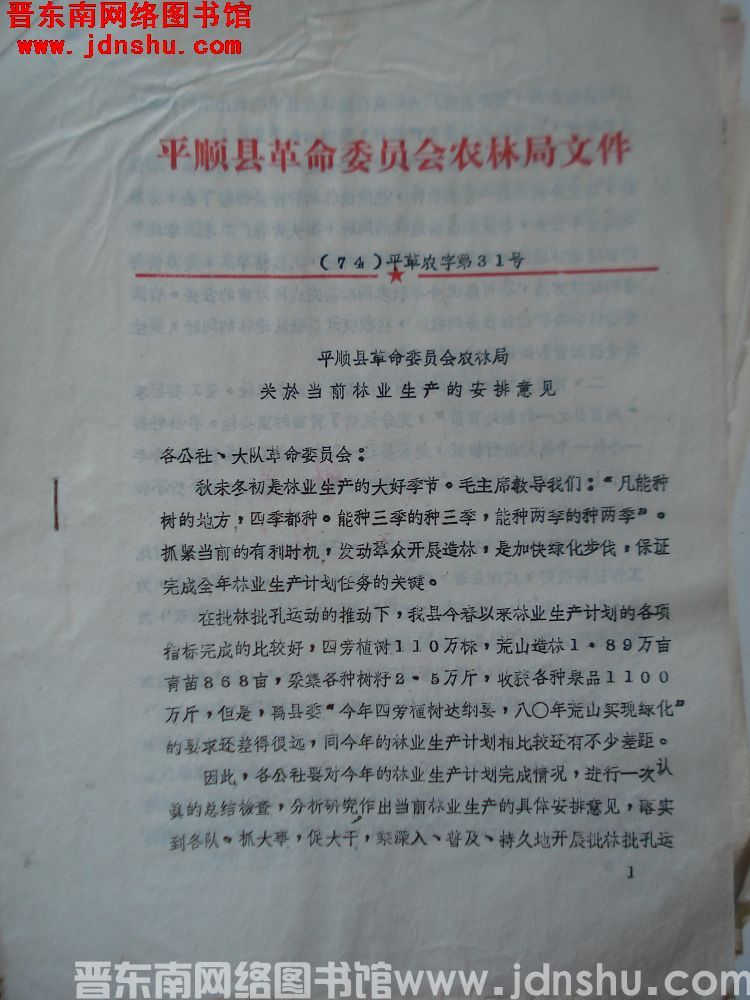 晋东南网络图书馆
www.jdnshu.com
平顺县革命委员会农林局文件
（74）平革农字第31号
平顺县革命委员会农林局
关於当前林业生产的安排意见
各公社、大队革命委员会：
秋末冬初是林业生产的大好季节。毛主席教导我们：“凡能种
树的地方，四季都种。能种三季的种三季，能种两季的种两季”。
抓紧当前的有利时机，发动羣众开展造林，是加快绿化步伐，保证
完成全年林业生产计划任务的关键。
在批林批孔运动的推动下，我县今春以来林业生产计划的各项
指标完成的比较好，四旁植树110万株，荒山造林1.89万亩
育苗868亩，采集各种树籽2.5万斤，收获各种果品1100
万斤，但是，离县委“今年四旁植树达纲要，八〇年荒山实现绿化”
的要求还差得很远，同今年的林业生产计划相比较还有不少差距。
因此，各公社要对今年的林业生产计划完成情况，进行一次认
真的总结检查，分析研究作出当前林业生产的具体安排意见，落实
到各队。抓大事，促大干，要深入、普及、持久地开展批林批孔运
1
晋东南网络图书馆www.jdnshu.com